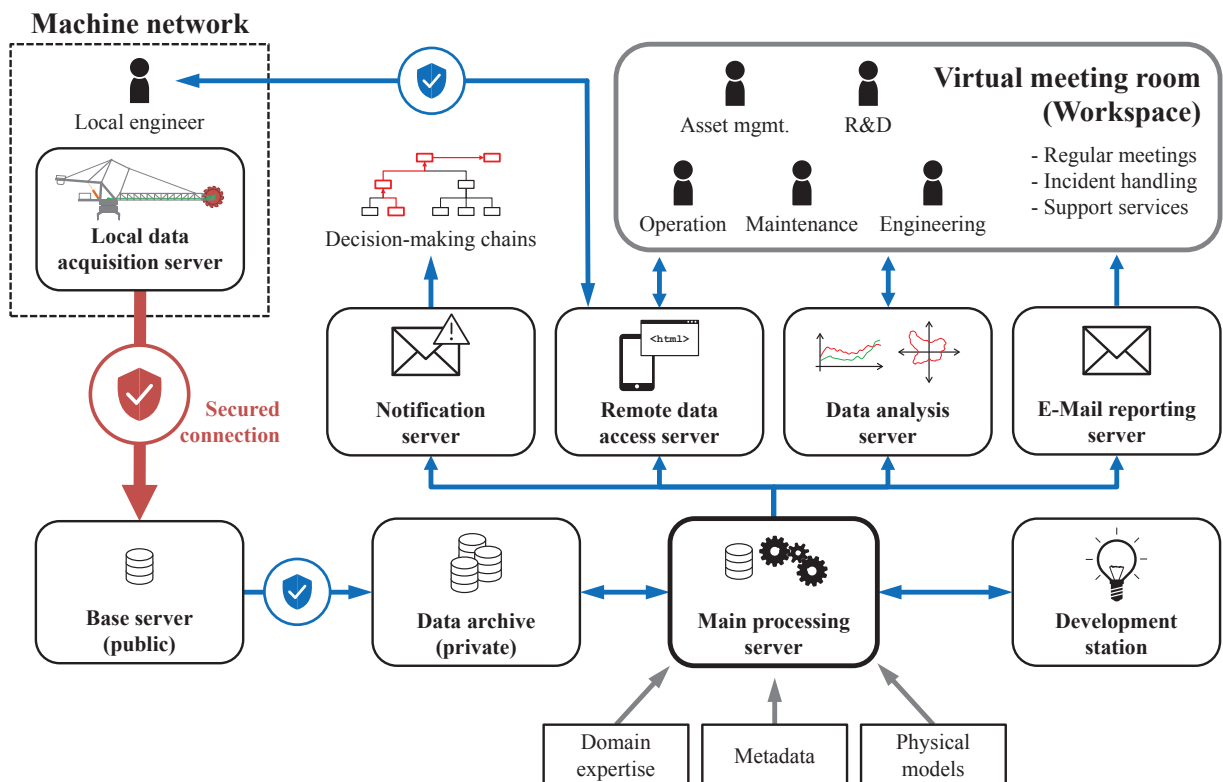 Machine network
Local engineer
Local data
acquisition server
Secured
connection
Decision-making chains
Virtual meeting room
(Workspace)
- Regular meetings
- Incident handling
- Support services
Asset mgmt.
R&D
Operation
Maintenance
Engineering
Notification
server
<html>
Remote data
access server
Data analysis
server
E-Mail reporting
server
Base server
(public)
Data archive
(private)
Main processing
server
Development
station
Domain
expertise
Metadata
Physical
models